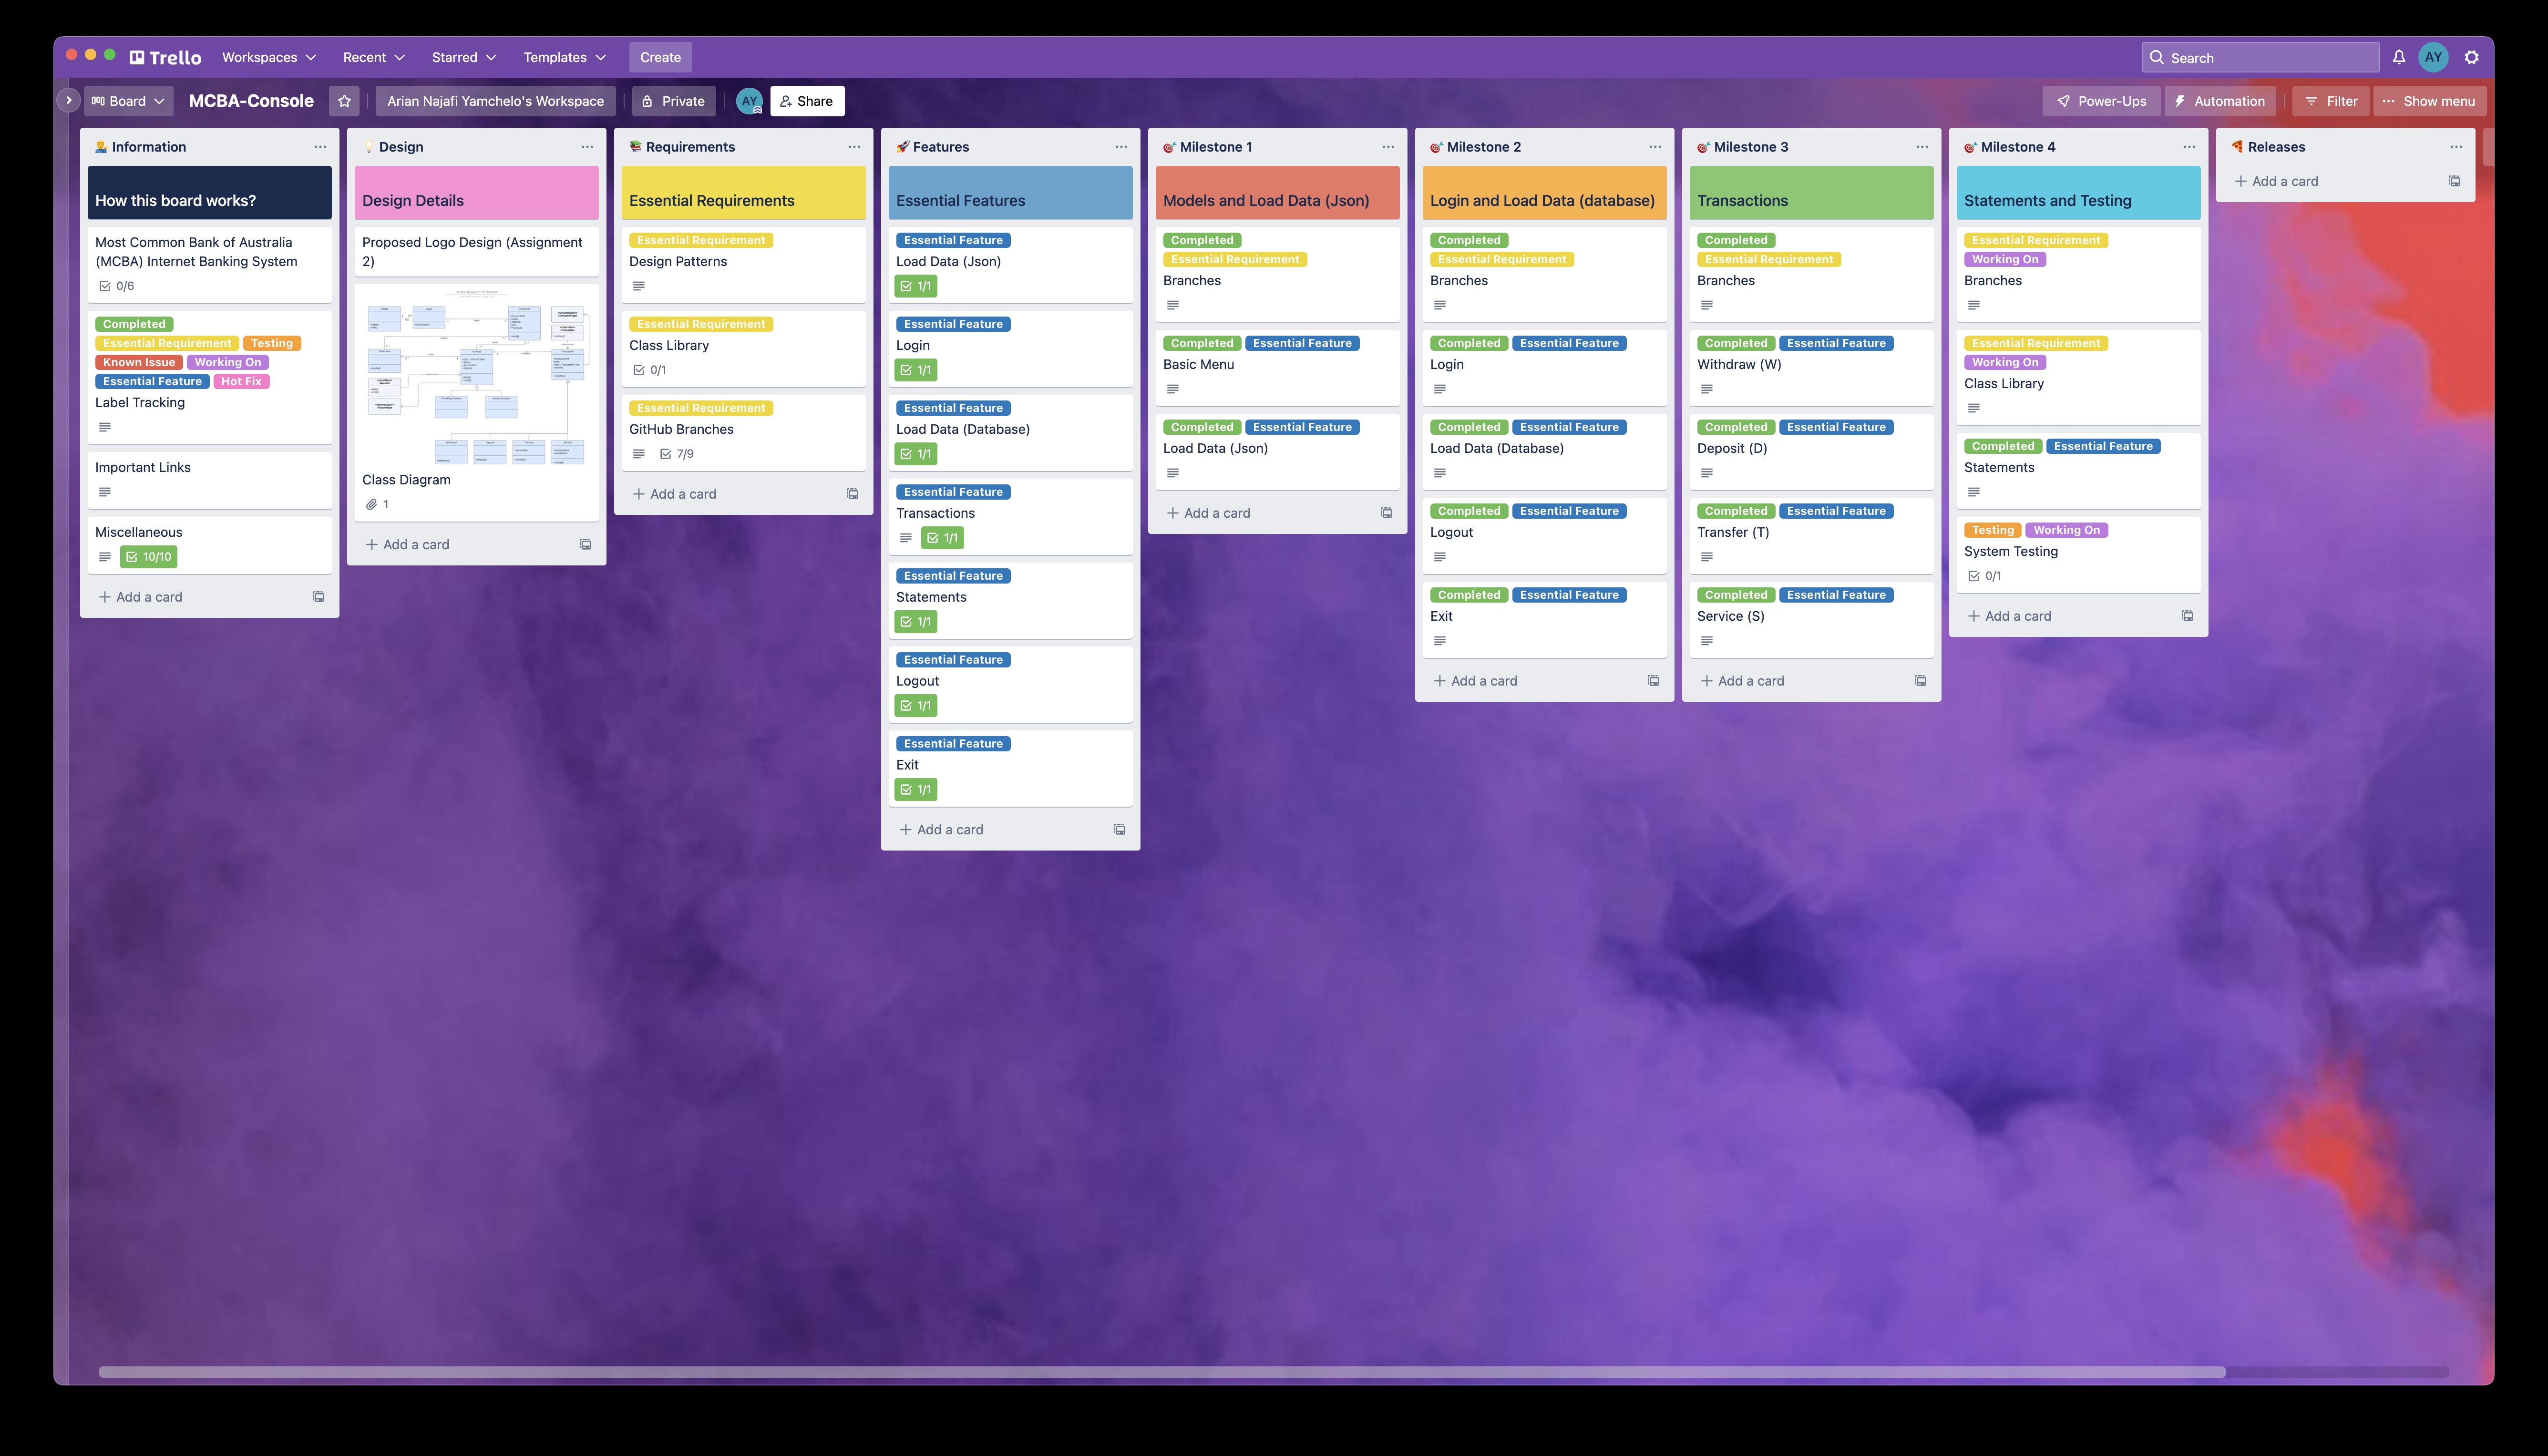 Trello
Workspaces
Recent
Starred
Templates
Create
Search
AY
Board
MCBA-Console
Arian Najafi Yamchelo's Workspace
Private
AY
Share
Power-Ups
Automation
Filter
Show menu
Information
How this board works?
Most Common Bank of Australia
(MCBA) Internet Banking System
0/6
Completed
Essential Requirement Testing
Known Issue Working On
Essential Feature Hot Fix
Label Tracking
Important Links
Miscellaneous
10/10
Add a card
Design
Design Details
Proposed Logo Design (Assignment
2)
Class Diagram
1
Add a card
Requirements
Essential Requirements
Essential Requirement
Design Patterns
Essential Requirement
Class Library
0/1
Essential Requirement
GitHub Branches
7/9
Add a card
Features
Essential Features
Essential Feature
Load Data (Json)
1/1
Essential Feature
Login
1/1
Essential Feature
Load Data (Database)
1/1
Essential Feature
Transactions
1/1
Essential Feature
Statements
1/1
Essential Feature
Logout
1/1
Essential Feature
Exit
1/1
Add a card
Milestone 1
Models and Load Data (Json)
Completed
Essential Requirement
Branches
Completed Essential Feature
Basic Menu
Completed Essential Feature
Load Data (Json)
Add a card
Milestone 2
Login and Load Data (database)
Completed
Essential Requirement
Branches
Completed Essential Feature
Login
Completed Essential Feature
Load Data (Database)
Completed Essential Feature
Logout
Completed Essential Feature
Exit
Add a card
Milestone 3
Transactions
Completed
Essential Requirement
Branches
Completed Essential Feature
Withdraw (W)
Completed Essential Feature
Deposit (D)
Completed Essential Feature
Transfer (T)
Completed Essential Feature
Service (S)
Add a card
Milestone 4
Statements and Testing
Essential Requirement
Working On
Branches
Essential Requirement
Working On
Class Library
Completed Essential Feature
Statements
Testing Working On
System Testing
0/1
Add a card
Releases
Add a card